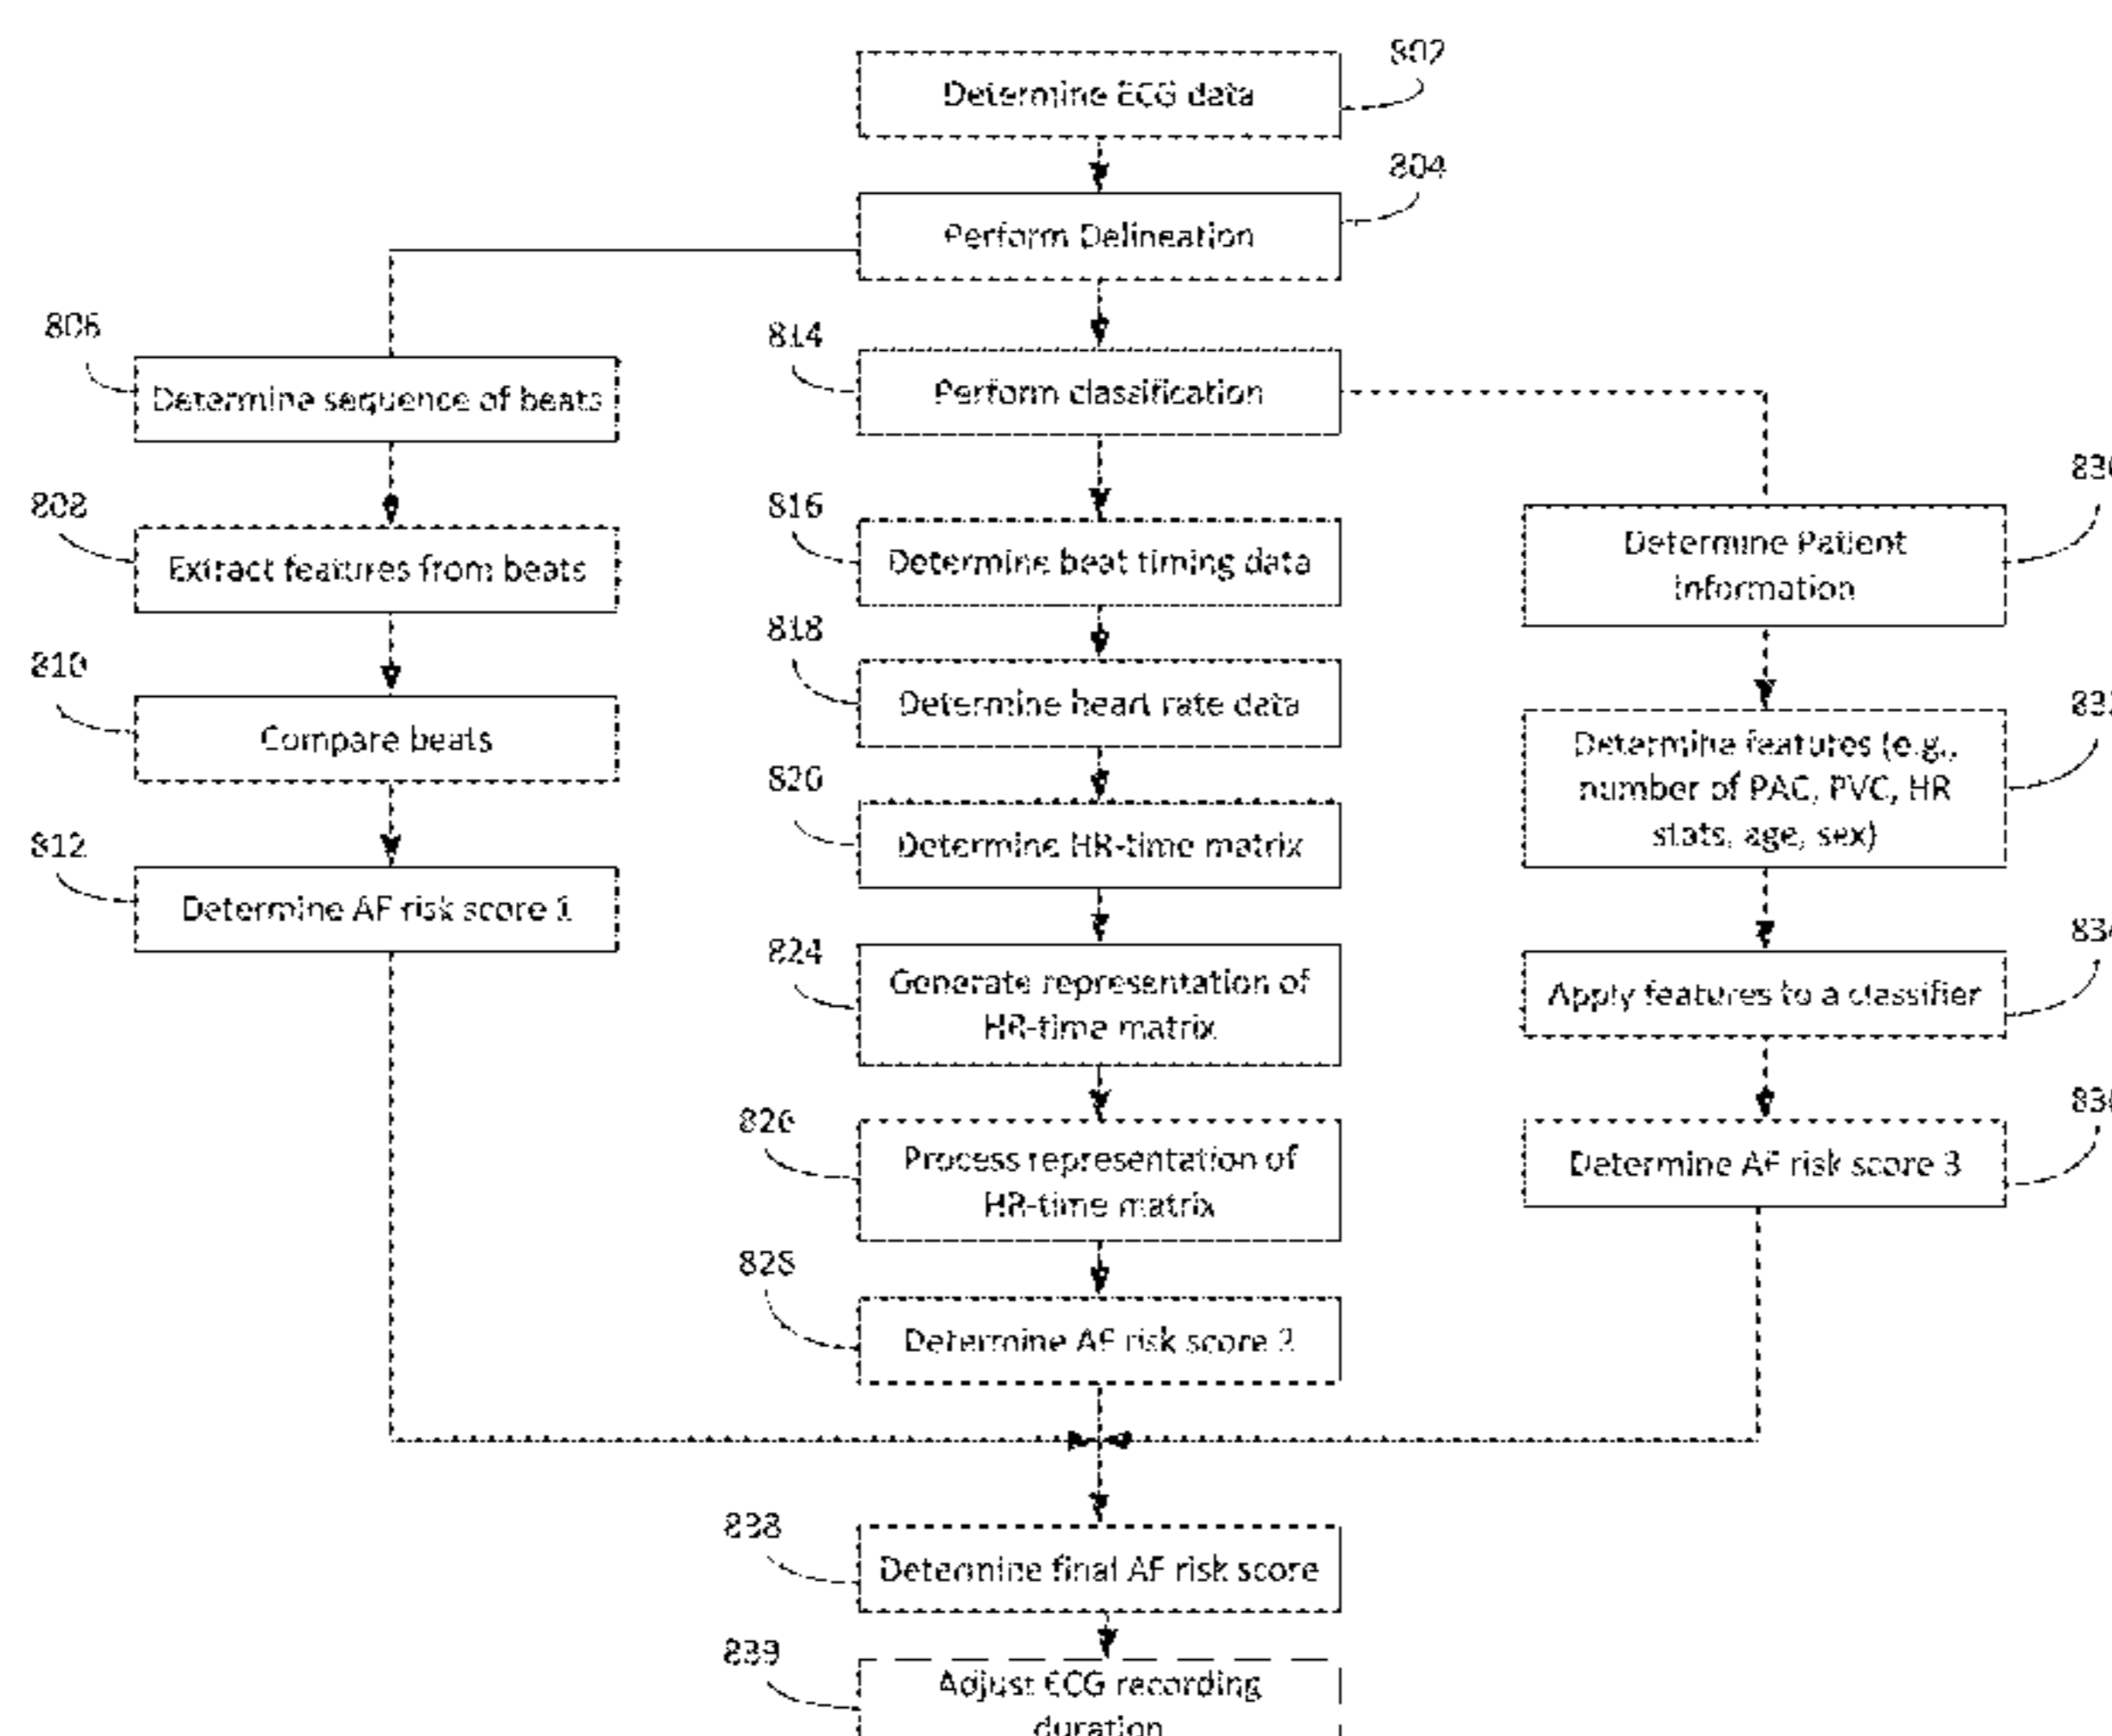 802
Determine ECG data
804
Perform Delineation
806
Determine sequence of beats
808
Extract features from beats
810
Compare beats
812
Determine AF risk score 1
814
Perform classification
816
Determine beat timing data
818
Determine heart rate data
820
Determine HR-time matrix
824
Generate representation of
HR-time matrix
826
Process representation of
HR-time matrix
828
Determine AF risk score 2
Determine Patient
information
Determine features (e.g.,
number of PAC, PVC, HR
stats, age, sex)
834
Apply features to a classifier
Determine AF risk score 3
838
Determine final AF risk score
839
Adjust ECG recording
duration